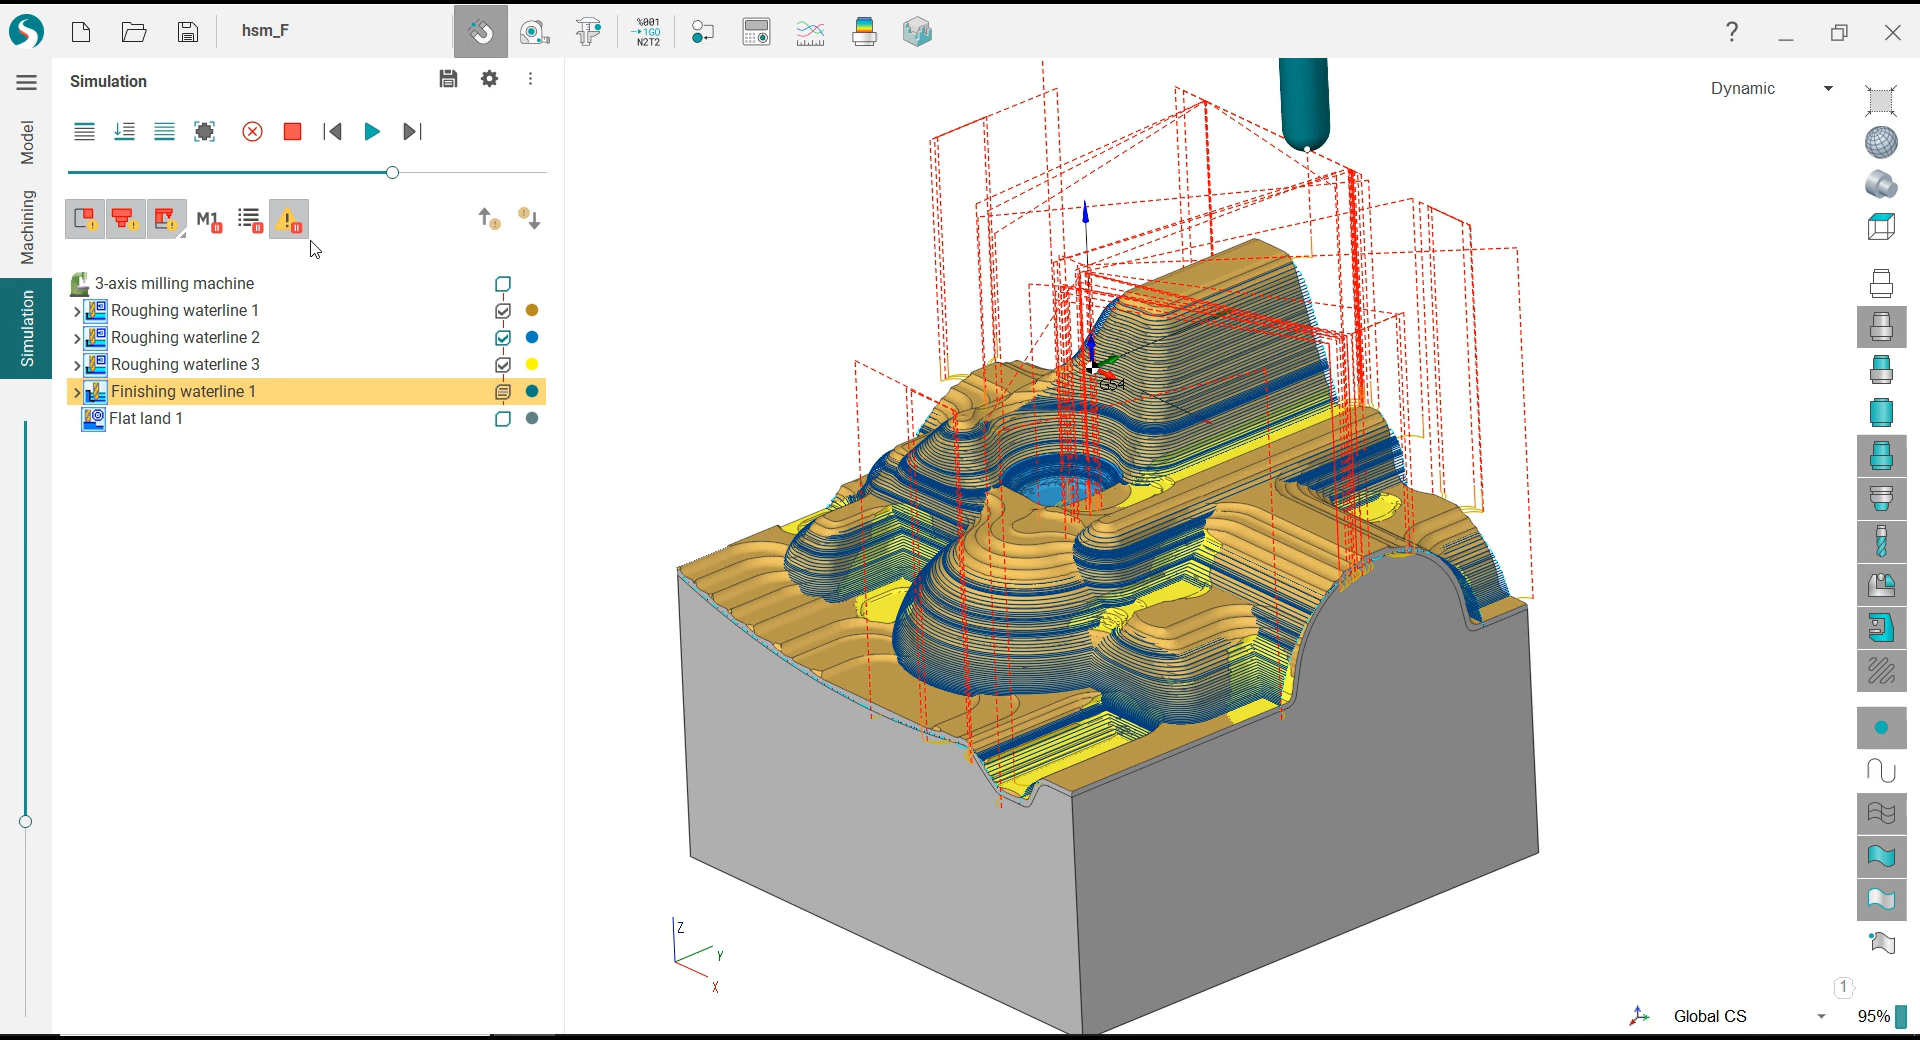 hsm_F
%001
→1G0
N2T2
?
Simulation
Dynamic
Model
Machining
Simulation
M1
3-axis milling machine
Roughing waterline 1
Roughing waterline 2
Roughing waterline 3
Finishing waterline 1
Flat land 1
G54
Z
Y
X
1
Global CS
95%